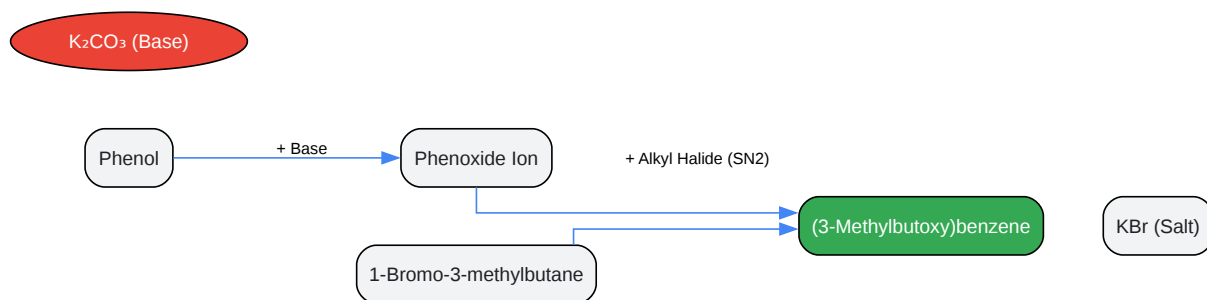 K₂CO₃ (Base)
Phenol
+ Base
Phenoxide Ion
+ Alkyl Halide (SN2)
(3-Methylbutoxy)benzene
KBr (Salt)
1-Bromo-3-methylbutane